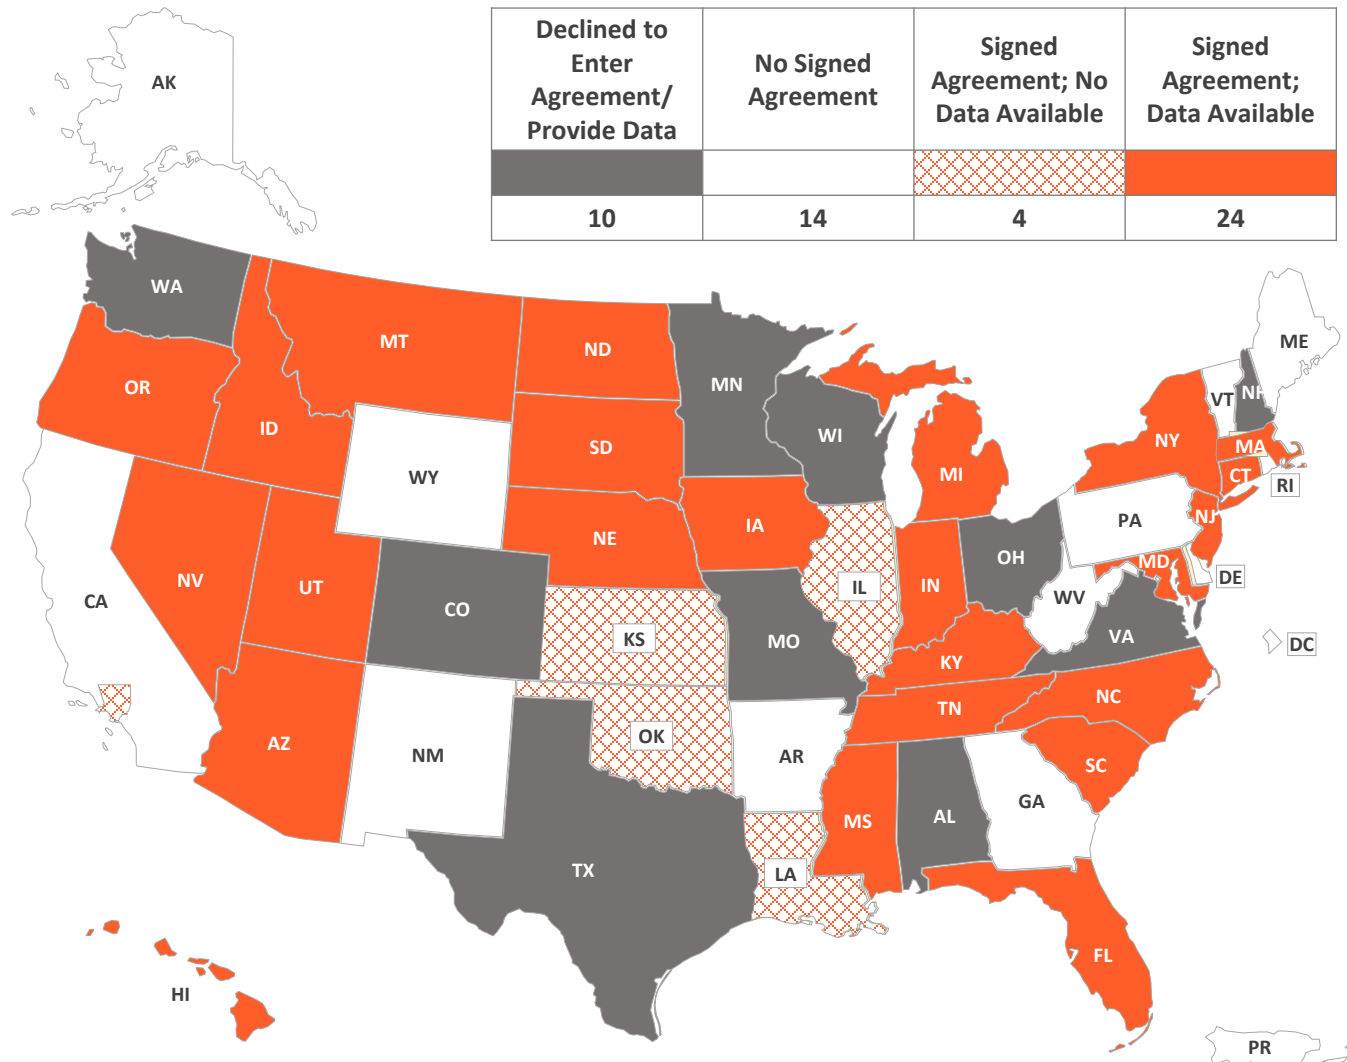 Declined to
Enter
Agreement/
Provide Data
No Signed
Agreement
Signed
Agreement; No
Data Available
Signed
Agreement;
Data Available
10 14 4 24
AK
WA
MT
ND
MN
ME
OR
ID
SD
WI
VT
NH
NY
MA
WY
MI
CT
RI
IA
PA
NJ
NE
NV
UT
OH
MD
DE
IL
IN
CA
CO
WV
KS
MO
VA
DC
KY
NC
TN
AZ
OK
NM
AR
SC
GA
MS
AL
TX
LA
FL
HI
PR